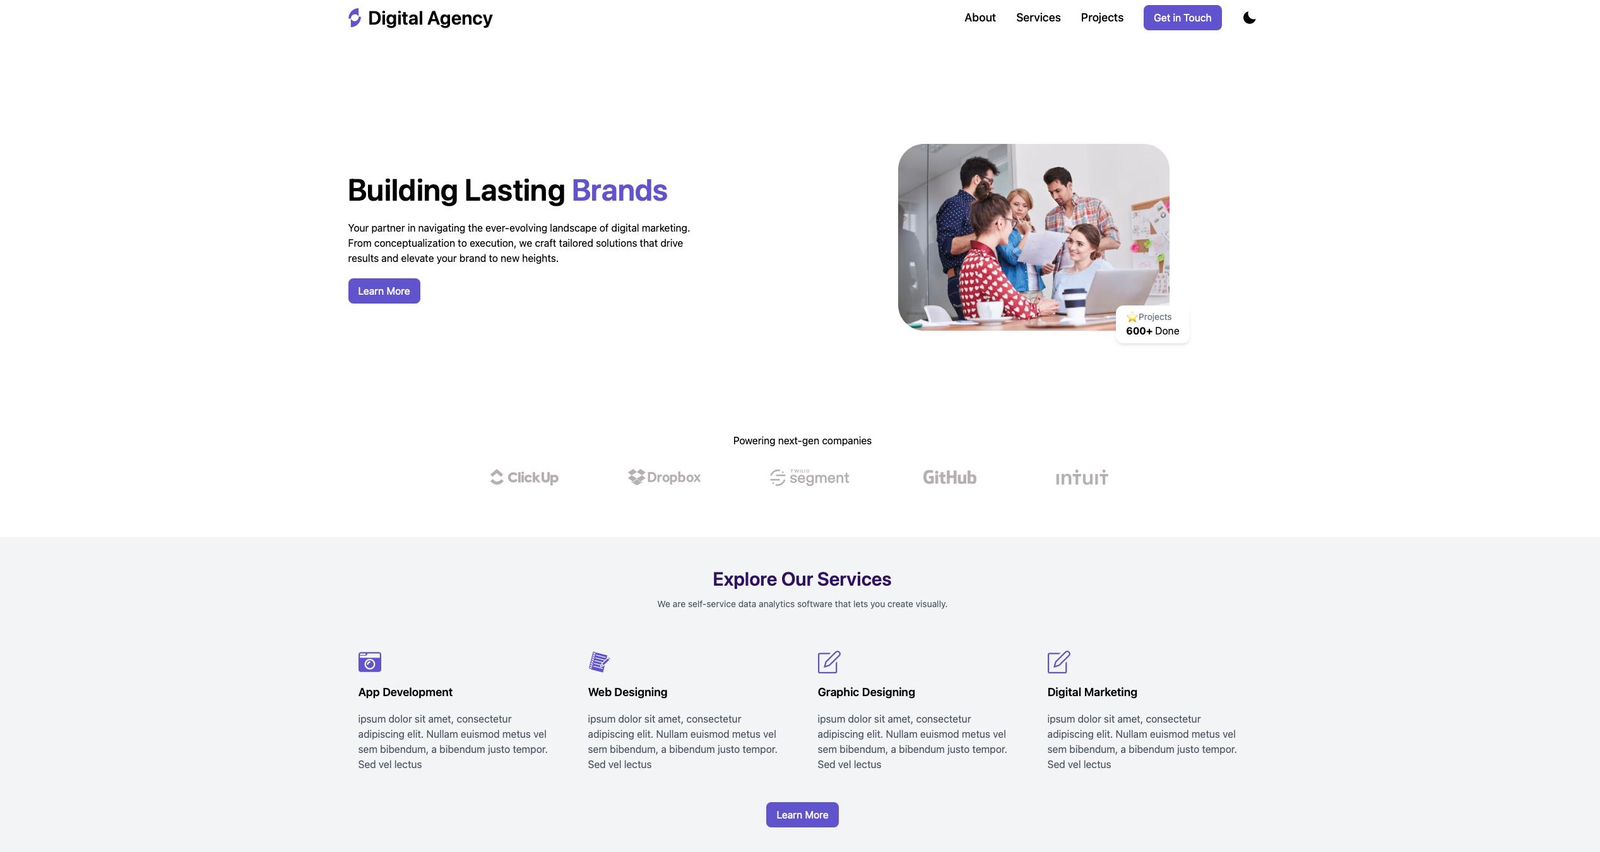 Digital Agency
About
Services
Projects
Get in Touch
Building Lasting Brands
Your partner in navigating the ever-evolving landscape of digital marketing.
From conceptualization to execution, we craft tailored solutions that drive
results and elevate your brand to new heights.
Learn More
Projects
600+ Done
Powering next-gen companies
ClickUp
Dropbox
TWILIO
segment
GitHub
intuit
Explore Our Services
We are self-service data analytics software that lets you create visually.
App Development
ipsum dolor sit amet, consectetur
adipiscing elit. Nullam euismod metus vel
sem bibendum, a bibendum justo tempor.
Sed vel lectus
Web Designing
ipsum dolor sit amet, consectetur
adipiscing elit. Nullam euismod metus vel
sem bibendum, a bibendum justo tempor.
Sed vel lectus
Graphic Designing
ipsum dolor sit amet, consectetur
adipiscing elit. Nullam euismod metus vel
sem bibendum, a bibendum justo tempor.
Sed vel lectus
Digital Marketing
ipsum dolor sit amet, consectetur
adipiscing elit. Nullam euismod metus vel
sem bibendum, a bibendum justo tempor.
Sed vel lectus
Learn More